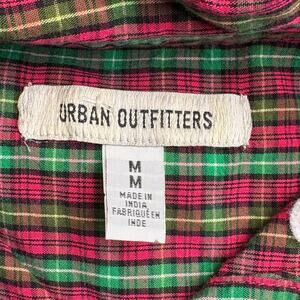 URBAN OUTFITTERS
M
M
MADE IN
INDIA
FABRIQUÉ EN
INDE